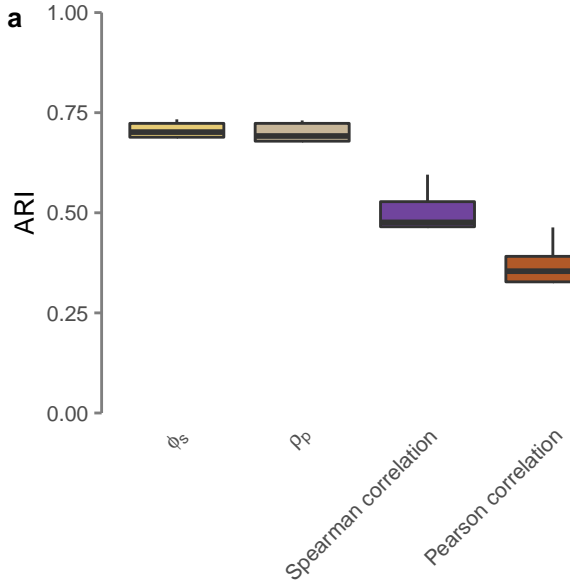 a
1.00
0.75
0.50
0.25
0.00
ARI
ϕs
ρp
Spearman correlation
Pearson correlation